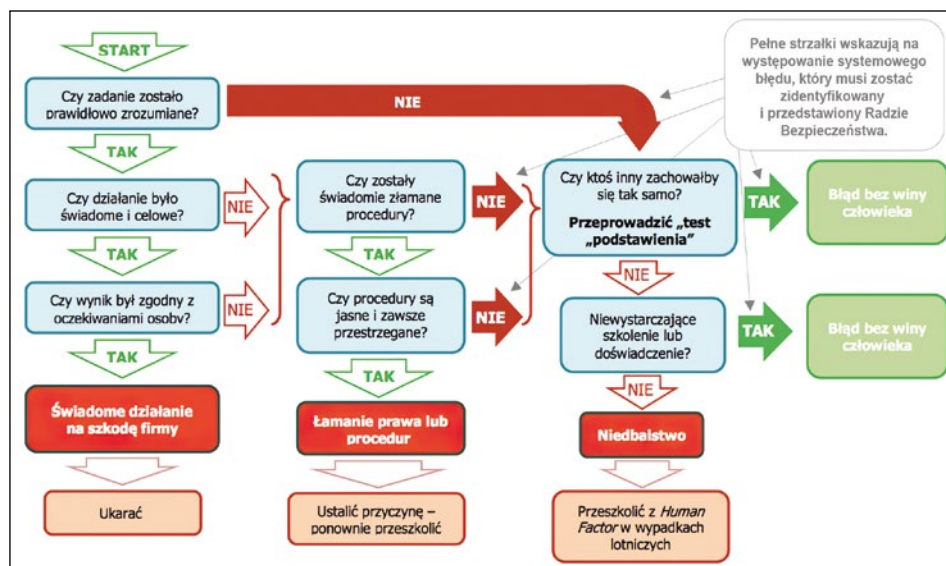 START
Czy zadanie zostało
prawidłowo zrozumiane?
NIE
Pełne strzałki wskazują na
występowanie systemowego
błędu, który musi zostać
zidentyfikowany
i przedstawiony Radzie
Bezpieczeństwa.
TAK
Czy działanie było
świadome i celowe?
NIE
Czy zostały
świadomie złamane
procedury?
NIE
Czy ktoś inny zachowałby
się tak samo?
Przeprowadzić „test
„podstawienia”
TAK
Błąd bez winy
człowieka
TAK
TAK
NIE
Czy wynik był zgodny z
oczekiwaniami osoby?
NIE
Czy procedury są
jasne i zawsze
przestrzegane?
NIE
Niewystarczające
szkolenie lub
doświadczenie?
TAK
Błąd bez winy
człowieka
TAK
TAK
NIE
Świadome działanie
na szkodę firmy
Łamanie prawa lub
procedur
Niedbalstwo
Ukarać
Ustalić przyczynę –
ponownie przeszkolić
Przeszkolić z Human
Factor w wypadkach
lotniczych